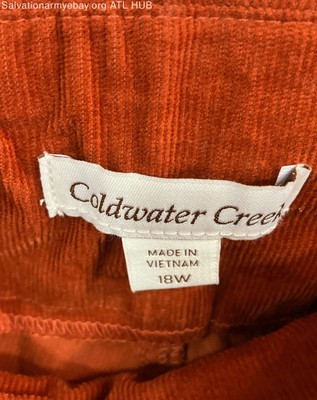 Salvationarmyebay.org ATL HUB
Coldwater Creek
MADE IN
VIETNAM
18W